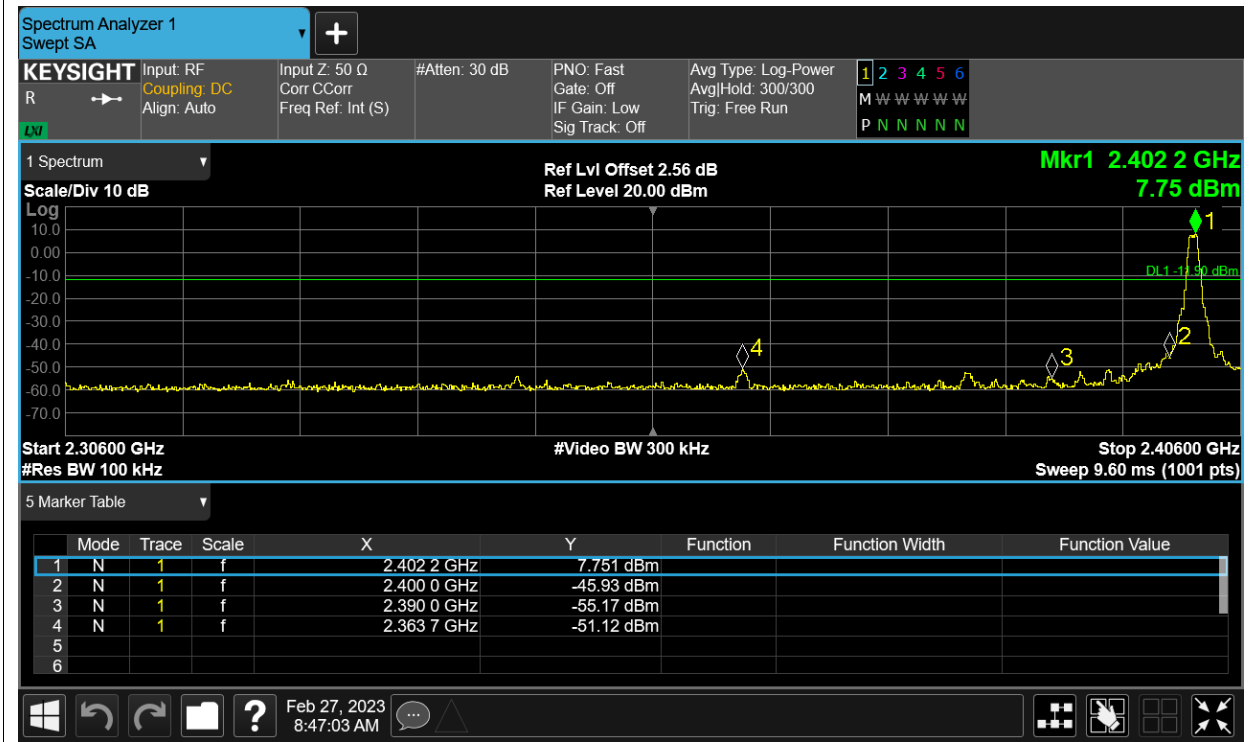 Spectrum Analyzer 1
Swept SA
+
KEYSIGHT Input: RF Input Z: 50 Ω #Atten: 30 dB PNO: Fast Avg Type: Log-Power 1 2 3 4 5 6
R Coupling: DC Corr CCorr Gate: Off Avg|Hold: 300/300 M W W W W W
Align: Auto Freq Ref: Int (S) IF Gain: Low Trig: Free Run
LXI Sig Track: Off P N N N N N
1 Spectrum
Ref Lvl Offset 2.56 dB Mkr1 2.402 2 GHz
Scale/Div 10 dB Ref Level 20.00 dBm 7.75 dBm
Log
1
10.0
0.00
DL1 -11.90 dBm
-10.0
-20.0
-30.0
-40.0
4 3 2
-50.0
-60.0
-70.0
Start 2.30600 GHz #Video BW 300 kHz Stop 2.40600 GHz
#Res BW 100 kHz Sweep 9.60 ms (1001 pts)
5 Marker Table
Mode Trace Scale X Y Function Function Width Function Value
1 N 1 f 2.402 2 GHz 7.751 dBm
2 N 1 f 2.400 0 GHz -45.93 dBm
3 N 1 f 2.390 0 GHz -55.17 dBm
4 N 1 f 2.363 7 GHz -51.12 dBm
5
6
? Feb 27, 2023
8:47:03 AM